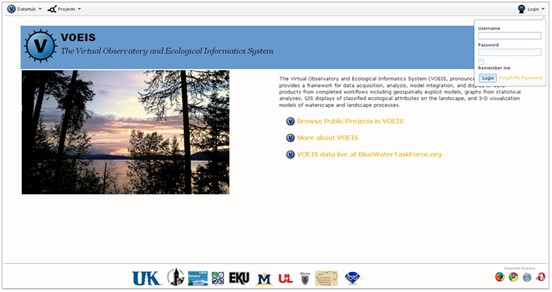 DataHub Projects Login
VOEIS
The Virtual Observatory and Ecological Informatics System
Username
Password
Remember me
Login Forgot My Password
The Virtual Observatory and Ecological Informatics System (VOEIS, pronounc
provides a framework for data acquisition, analysis, model integration, and display of data
products from completed workflows including geospatially explicit models, graphs from statistical
analyses, GIS displays of classified ecological attributes on the landscape, and 3-D visualization
models of waterscape and landscape processes.
Browse Public Projects in VOEIS
More about VOEIS
VOEIS data live at BlueWaterTaskForce.org
UK EKU M UL